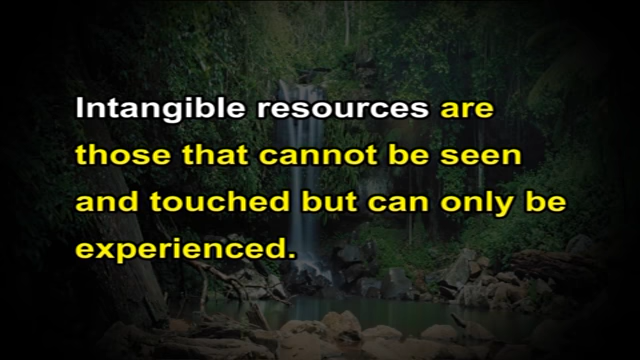 Intangible resources are
those that cannot be seen
and touched but can only be
experienced.